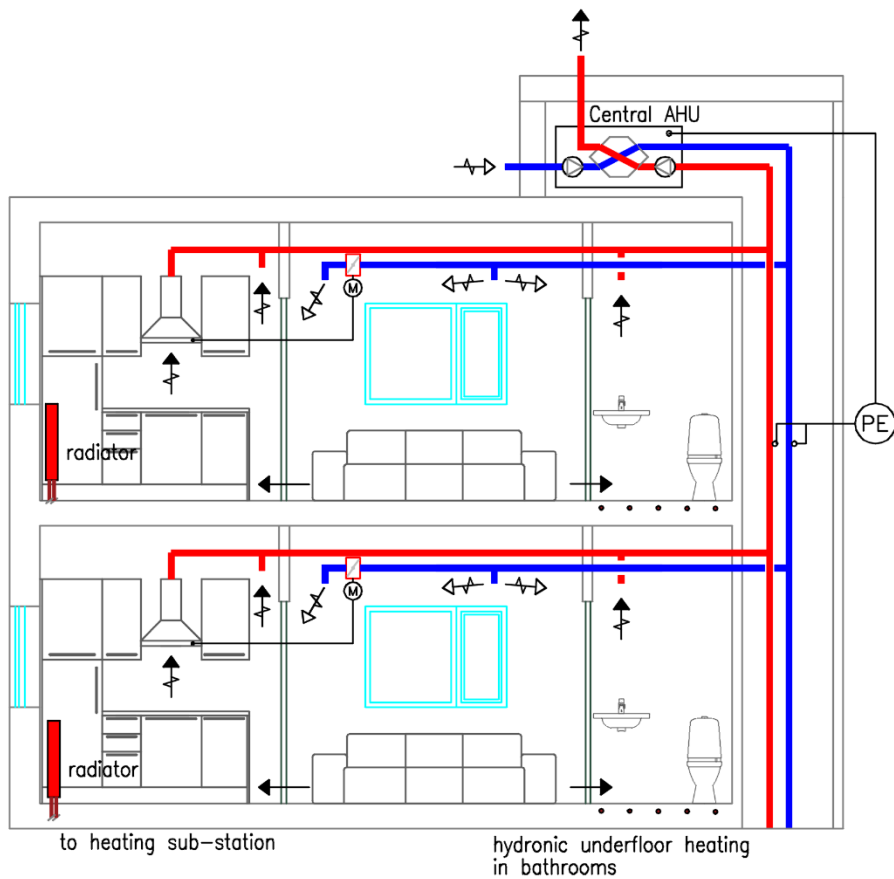 Central AHU
M
PE
radiator
M
radiator
to heating sub-station
hydronic underfloor heating
in bathrooms